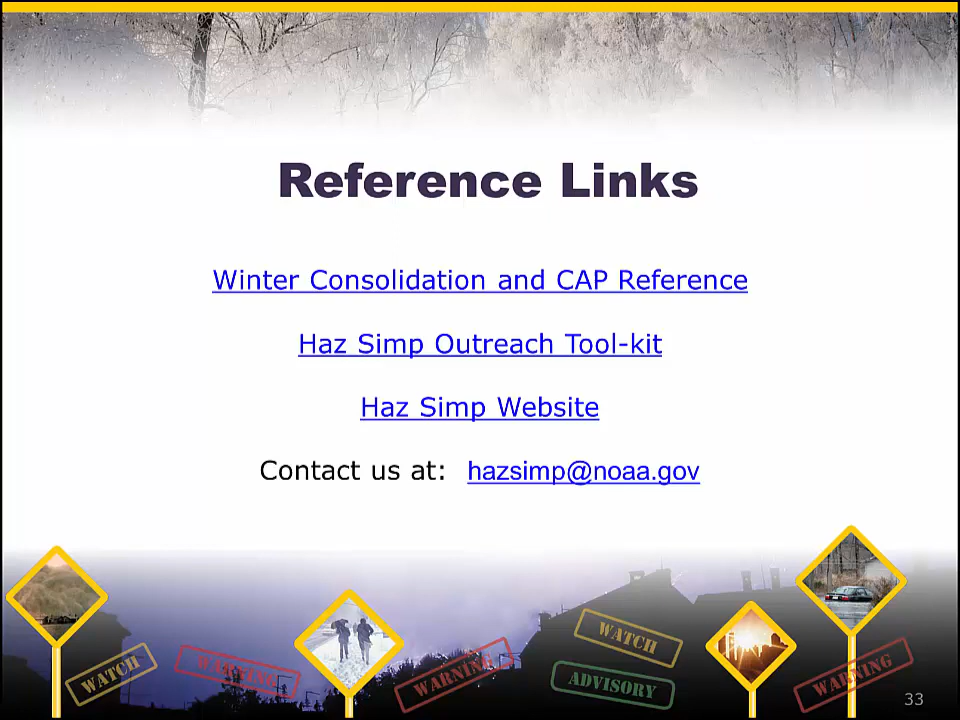 Reference Links
Winter Consolidation and CAP Reference
Haz Simp Outreach Tool-kit
Haz Simp Website
Contact us at: hazsimp@noaa.gov
WATCH
WARNING
WARNING
WATCH
ADVISORY
WARNING
33